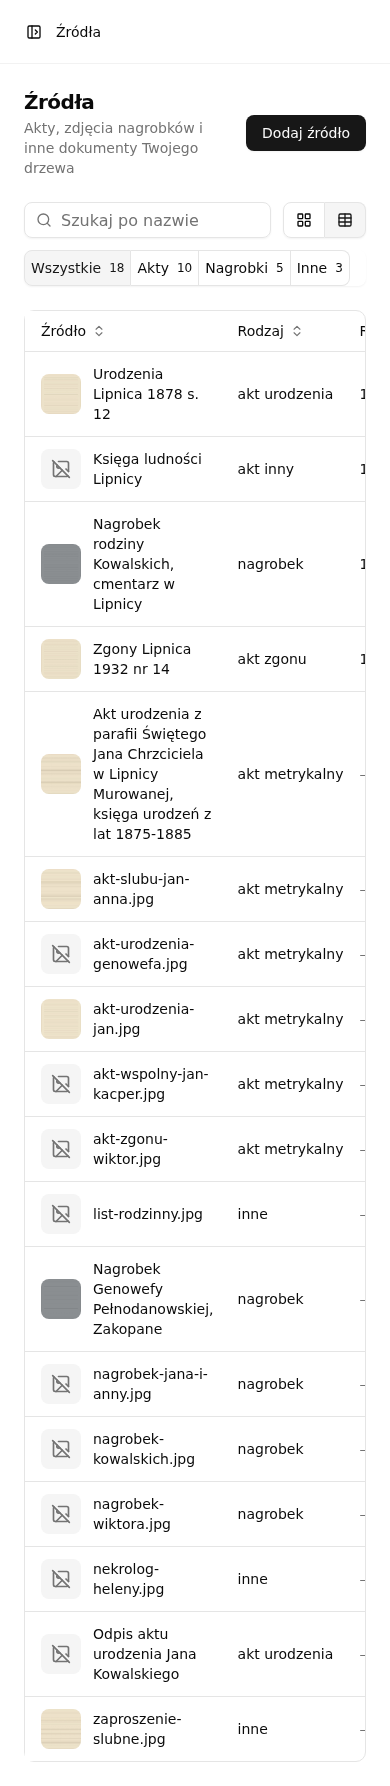 Źródła
Źródła
Akty, zdjęcia nagrobków i
inne dokumenty Twojego
drzewa
Dodaj źródło
Szukaj po nazwie
Wszystkie 18 Akty 10 Nagrobki 5 Inne 3
Źródło Rodzaj
Urodzenia
Lipnica 1878 s.
12
akt urodzenia
Księga ludności
Lipnicy
akt inny
Nagrobek
rodziny
Kowalskich,
cmentarz w
Lipnicy
nagrobek
Zgony Lipnica
1932 nr 14
akt zgonu
Akt urodzenia z
parafii Świętego
Jana Chrzciciela
w Lipnicy
Murowanej,
księga urodzeń z
lat 1875-1885
akt metrykalny
akt-slubu-jan-
anna.jpg
akt metrykalny
akt-urodzenia-
genowefa.jpg
akt metrykalny
akt-urodzenia-
jan.jpg
akt metrykalny
akt-wspolny-jan-
kacper.jpg
akt metrykalny
akt-zgonu-
wiktor.jpg
akt metrykalny
list-rodzinny.jpg
inne
Nagrobek
Genowefy
Pełnodanowskiej,
Zakopane
nagrobek
nagrobek-jana-i-
anny.jpg
nagrobek
nagrobek-
kowalskich.jpg
nagrobek
nagrobek-
wiktora.jpg
nagrobek
nekrolog-
heleny.jpg
inne
Odpis aktu
urodzenia Jana
Kowalskiego
akt urodzenia
zaproszenie-
slubne.jpg
inne